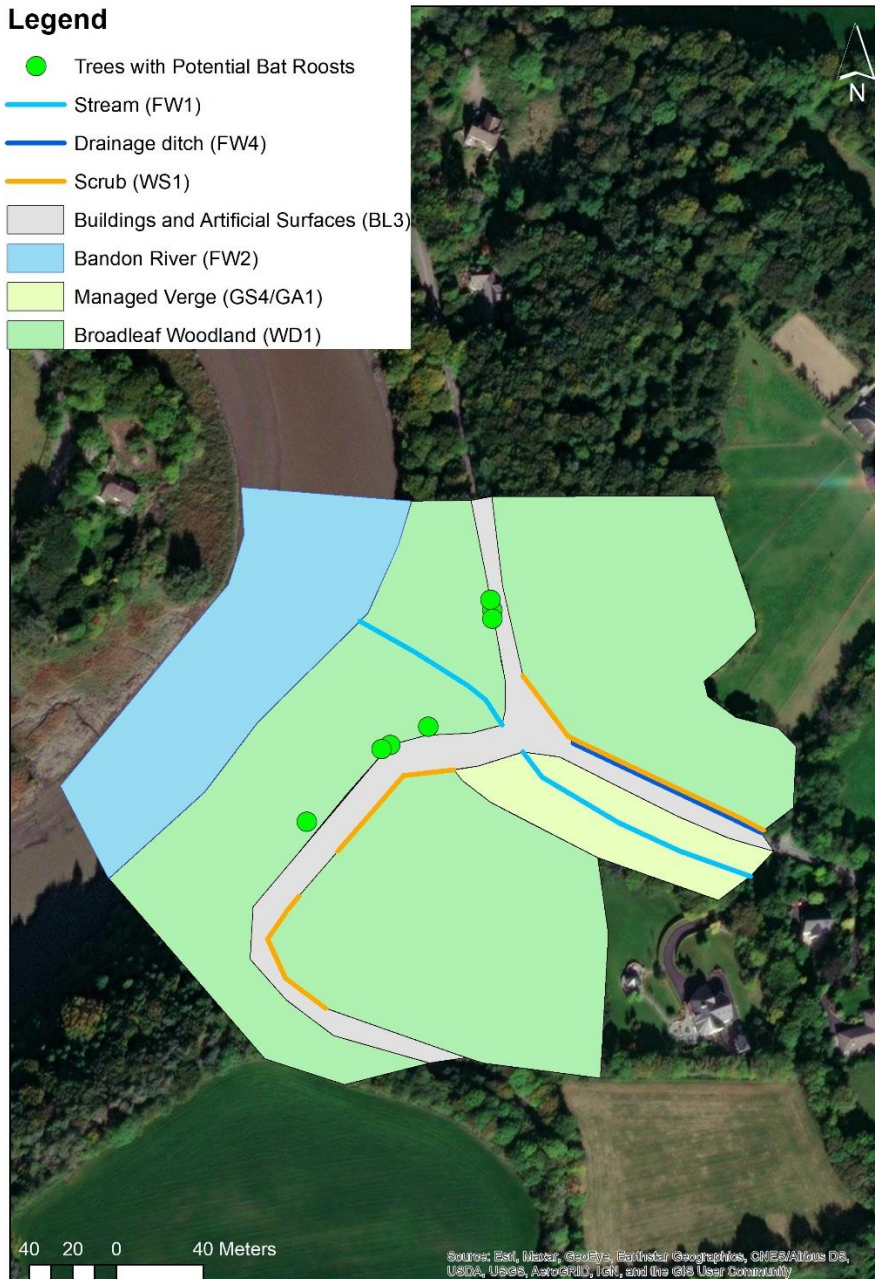 Legend
Trees with Potential Bat Roosts
Stream (FW1)
Drainage ditch (FW4)
Scrub (WS1)
Buildings and Artificial Surfaces (BL3)
Bandon River (FW2)
Managed Verge (GS4/GA1)
Broadleaf Woodland (WD1)
N
40 20 0 40 Meters
Source: Esri, Maxar, GeoEye, Earthstar Geographics, CNES/Airbus DS,
USDA, USGS, AeroGRID, IGN, and the GIS User Community